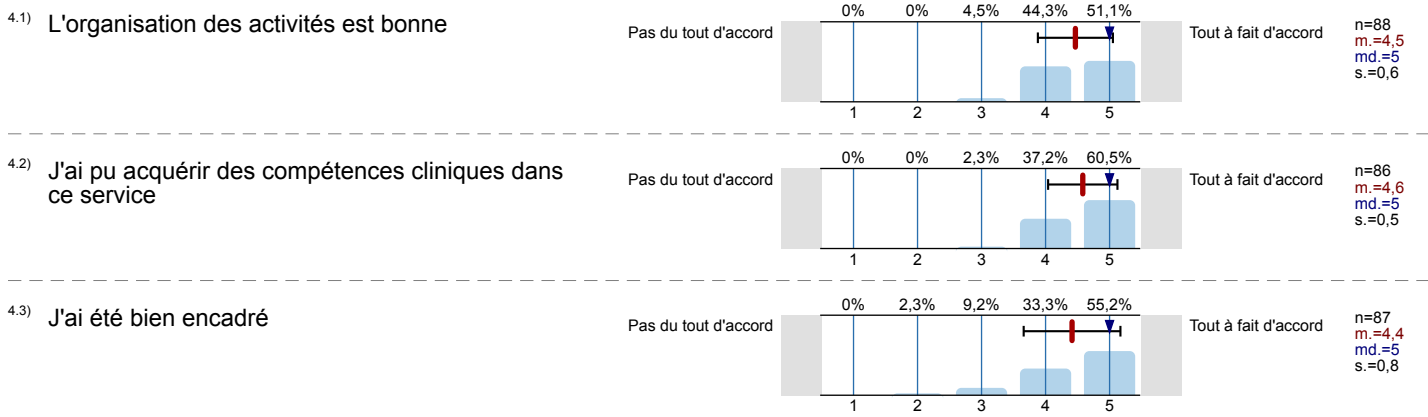 4.1) L'organisation des activités est bonne
0% 0% 4,5% 44,3% 51,1%
Pas du tout d'accord Tout à fait d'accord
n=88
m.=4,5
md.=5
s.=0,6
1 2 3 4 5
4.2) J'ai pu acquérir des compétences cliniques dans
ce service
0% 0% 2,3% 37,2% 60,5%
Pas du tout d'accord Tout à fait d'accord
n=86
m.=4,6
md.=5
s.=0,5
1 2 3 4 5
4.3) J'ai été bien encadré
0% 2,3% 9,2% 33,3% 55,2%
Pas du tout d'accord Tout à fait d'accord
n=87
m.=4,4
md.=5
s.=0,8
1 2 3 4 5